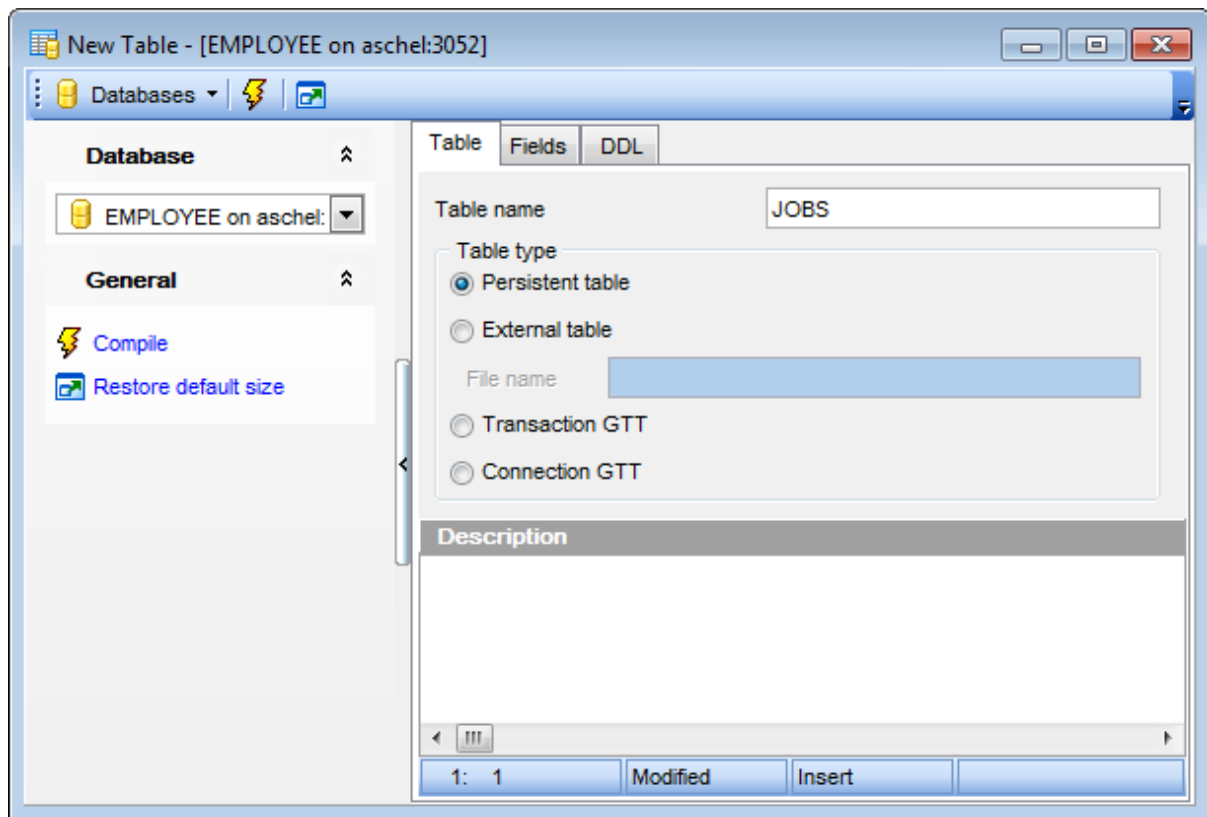 New Table - [EMPLOYEE on aschel:3052]
Databases
Database
EMPLOYEE on aschel:
General
Compile
Restore default size
Table Fields DDL
Table name JOBS
Table type
Persistent table
External table
File name
Transaction GTT
Connection GTT
Description
1: 1 Modified Insert